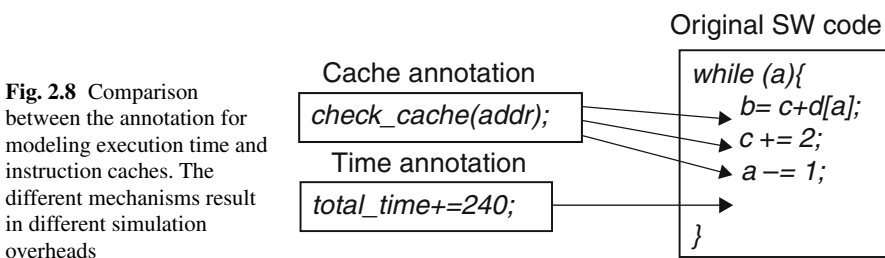 Fig. 2.8 Comparison
between the annotation for
modeling execution time and
instruction caches. The
different mechanisms result
in different simulation
overheads
Cache annotation
check_cache(addr);
Time annotation
total_time+=240;
Original SW code
while (a){
b= c+d[a];
c += 2;
a –= 1;
}